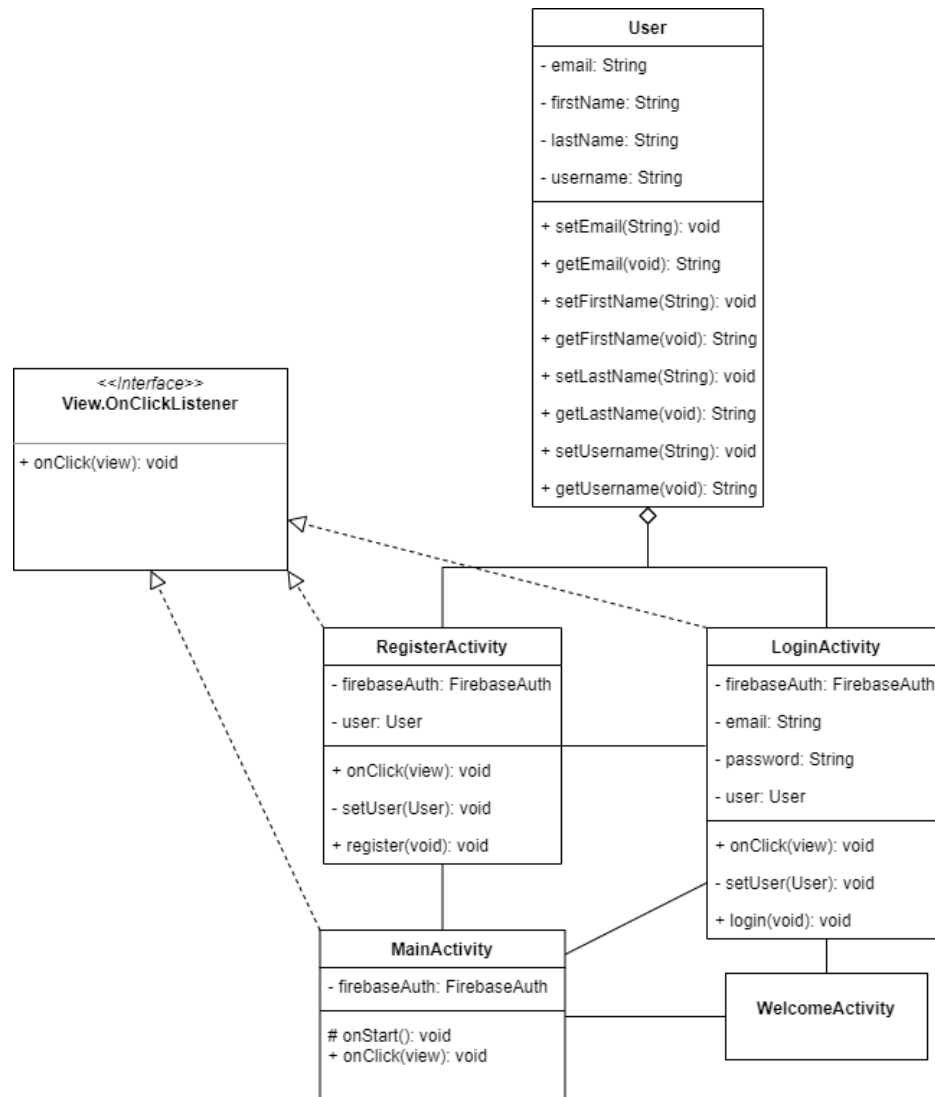 User
- email: String
- firstName: String
- lastName: String
- username: String
+ setEmail(String): void
+ getEmail(void): String
+ setFirstName(String): void
+ getFirstName(void): String
+ setLastName(String): void
+ getLastName(void): String
+ setUsername(String): void
+ getUsername(void): String
<<Interface>>
View.OnClickListener
+ onClick(view): void
RegisterActivity
- firebaseAuth: FirebaseAuth
- user: User
+ onClick(view): void
- setUser(User): void
+ register(void): void
LoginActivity
- firebaseAuth: FirebaseAuth
- email: String
- password: String
- user: User
+ onClick(view): void
- setUser(User): void
+ login(void): void
MainActivity
- firebaseAuth: FirebaseAuth
# onStart(): void
+ onClick(view): void
WelcomeActivity